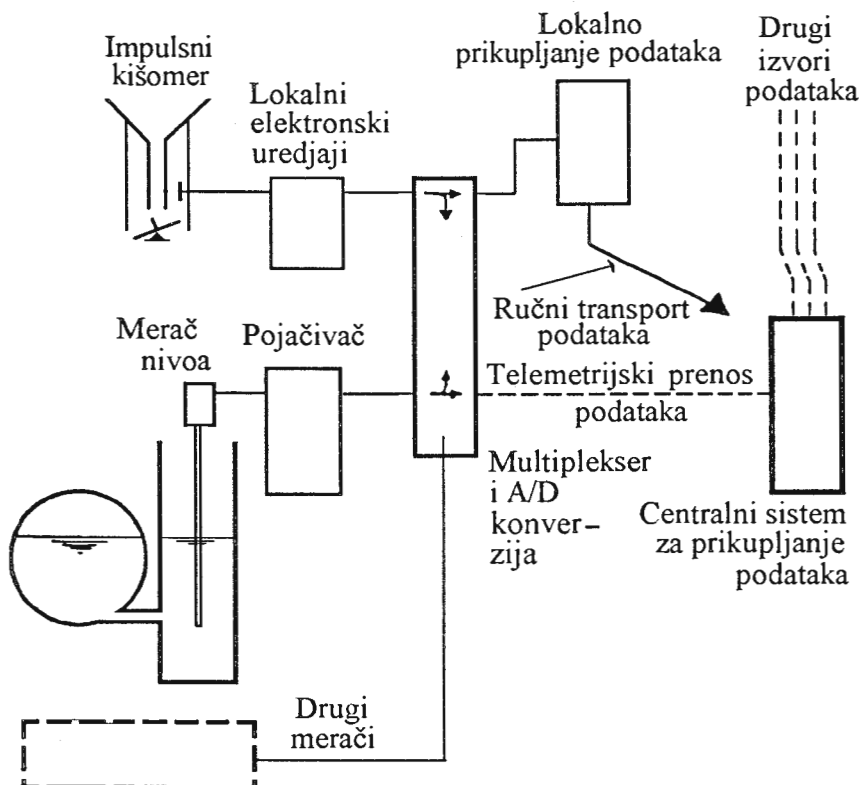 Impulsni
kišomer
Lokalni
elektronski
uredjaji
Lokalno
prikupljanje podataka
Drugi
izvori
podataka
Ručni transport
podataka
Merač
nivoa
Pojačivač
Telemetrijski prenos
podataka
Multiplekser
i A/D
konver–
zija
Centralni sistem
za prikupljanje
podataka
Drugi
merači